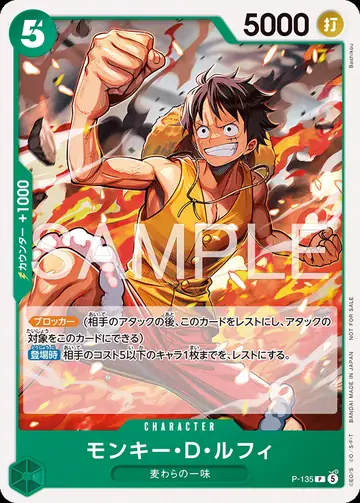 5
5000
打
Bashikou
カウンター +1000
SAMPLE
ブロッカー (相手のアタックの後、このカードをレストにし、アタックの
対象をこのカードにできる)
登場時 相手のコスト5以下のキャラ1枚までを、レストにする。
CHARACTER
モンキー・D・ルフィ
麦わらの一味
P-135 P 5
©E.O/S ©O./S・F・T BANDAI MADE IN JAPAN NOT FOR SALE